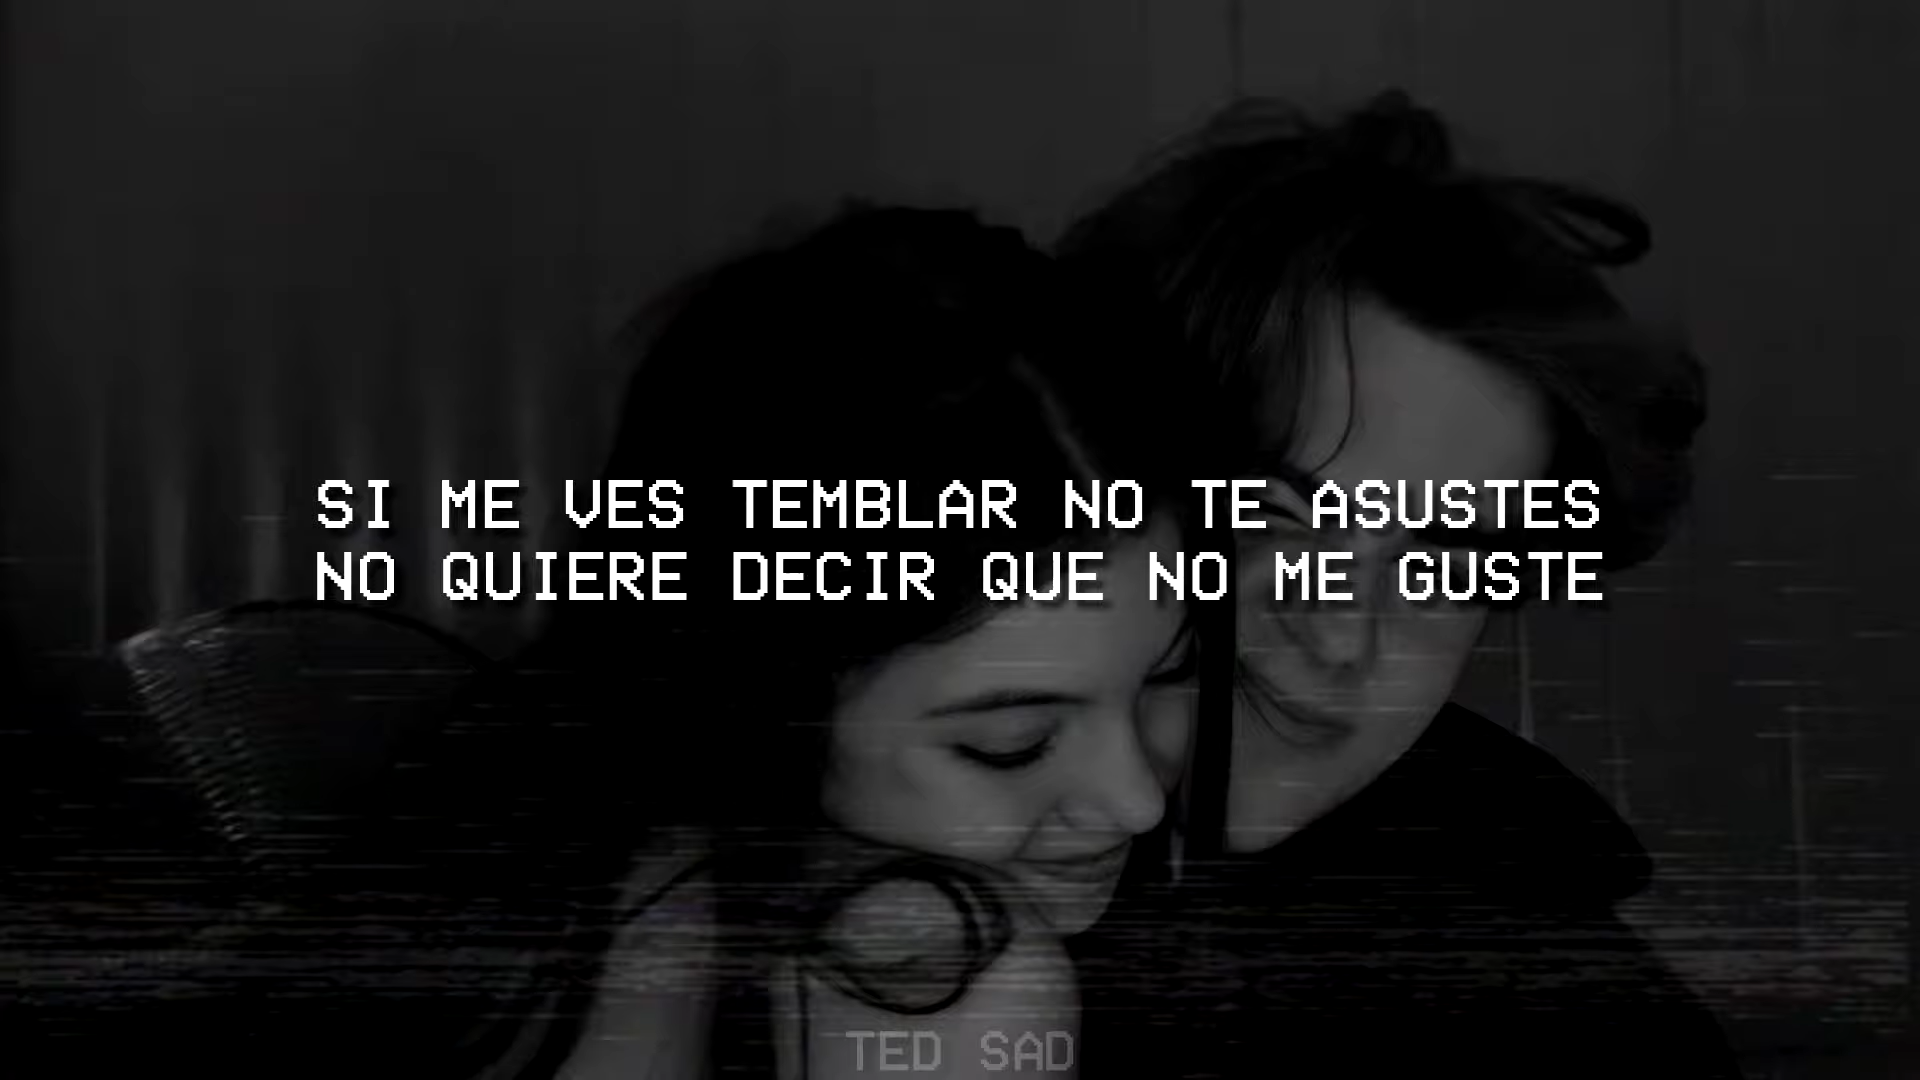 SI ME VES TEMBLAR NO TE ASUSTES
NO QUIERE DECIR QUE NO ME GUSTE
TED SAD